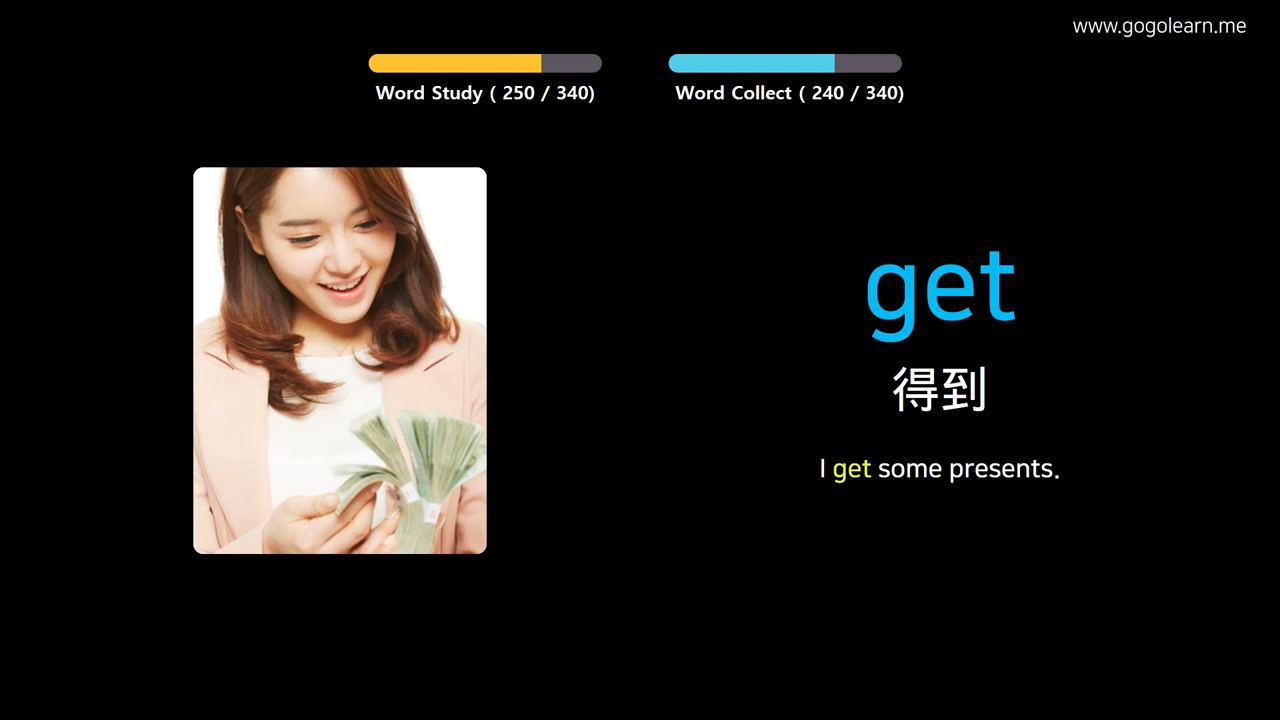 www.gogolearn.me
Word Study ( 250 / 340)
Word Collect ( 240 / 340)
get
得到
I get some presents.